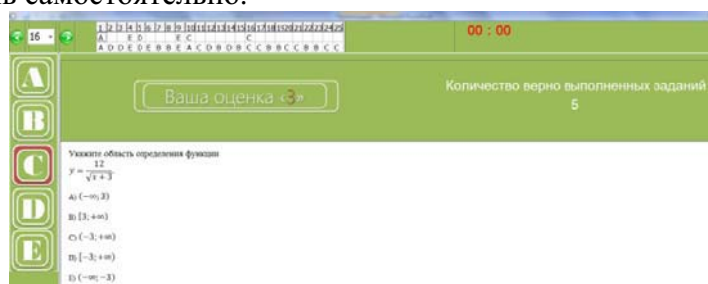 ь самостоятельно.
16
1 2 3 4 5 6 7 8 9 10 11 12 13 14 15 16 17 18 19 20 21 22 23 24 25
A E D E C C
A D D E D E B B E A C D B D B C C B B C C B B C C
00 : 00
Ваша оценка «3»
Количество верно выполненных заданий
5
A
B
C
D
E
Укажите область определения функции
y = 12/√(x + 3)
A) (−∞; 3)
B) [3; +∞)
C) (−3; +∞)
D) [−3; +∞)
E) (−∞; −3)